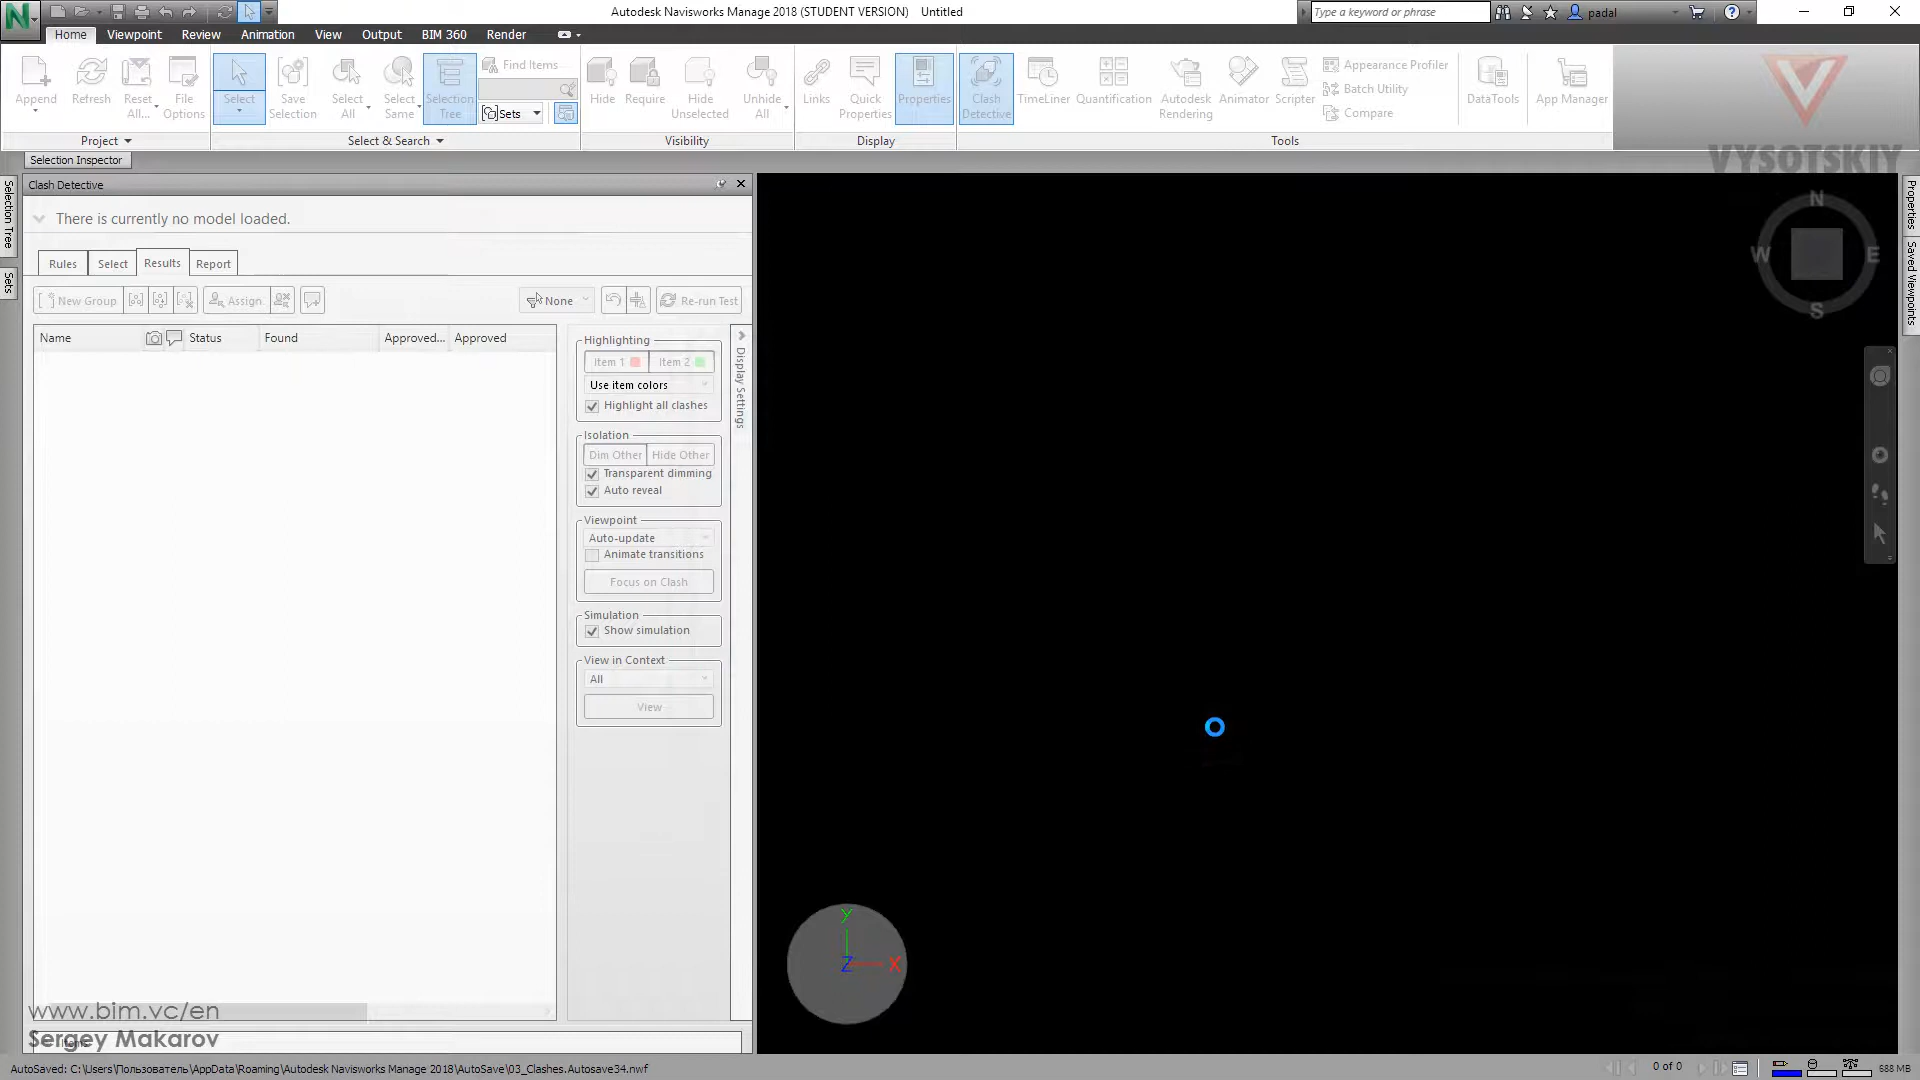 Autodesk Navisworks Manage 2018 (STUDENT VERSION) Untitled
Type a keyword or phrase
padal
Home Viewpoint Review Animation View Output BIM 360 Render
Append
Refresh
Reset All...
File Options
Select
Save Selection
Select All
Select Same
Selection Tree
Find Items
Sets
Hide
Require
Hide Unselected
Unhide All
Links
Quick Properties
Properties
Clash Detective
TimeLiner
Quantification
Autodesk Rendering
Animator
Scripter
Appearance Profiler
Batch Utility
Compare
DataTools
App Manager
Project
Select & Search
Visibility
Display
Tools
VYSOTSKIY
Selection Inspector
Selection Tree
Sets
Clash Detective
There is currently no model loaded.
Rules Select Results Report
New Group
Assign
None
Re-run Test
Name Status Found Approved... Approved
Highlighting
Item 1 Item 2
Use item colors
Highlight all clashes
Isolation
Dim Other Hide Other
Transparent dimming
Auto reveal
Viewpoint
Auto-update
Animate transitions
Focus on Clash
Simulation
Show simulation
View in Context
All
View
Display Settings
N
W E
S
Properties
Saved Viewpoints
Y
Z X
www.bim.vc/en
Sergey Makarov
Items
AutoSaved: C:\Users\Пользователь\AppData\Roaming\Autodesk Navisworks Manage 2018\AutoSave\03_Clashes.Autosave34.nwf
0 of 0
688 MB